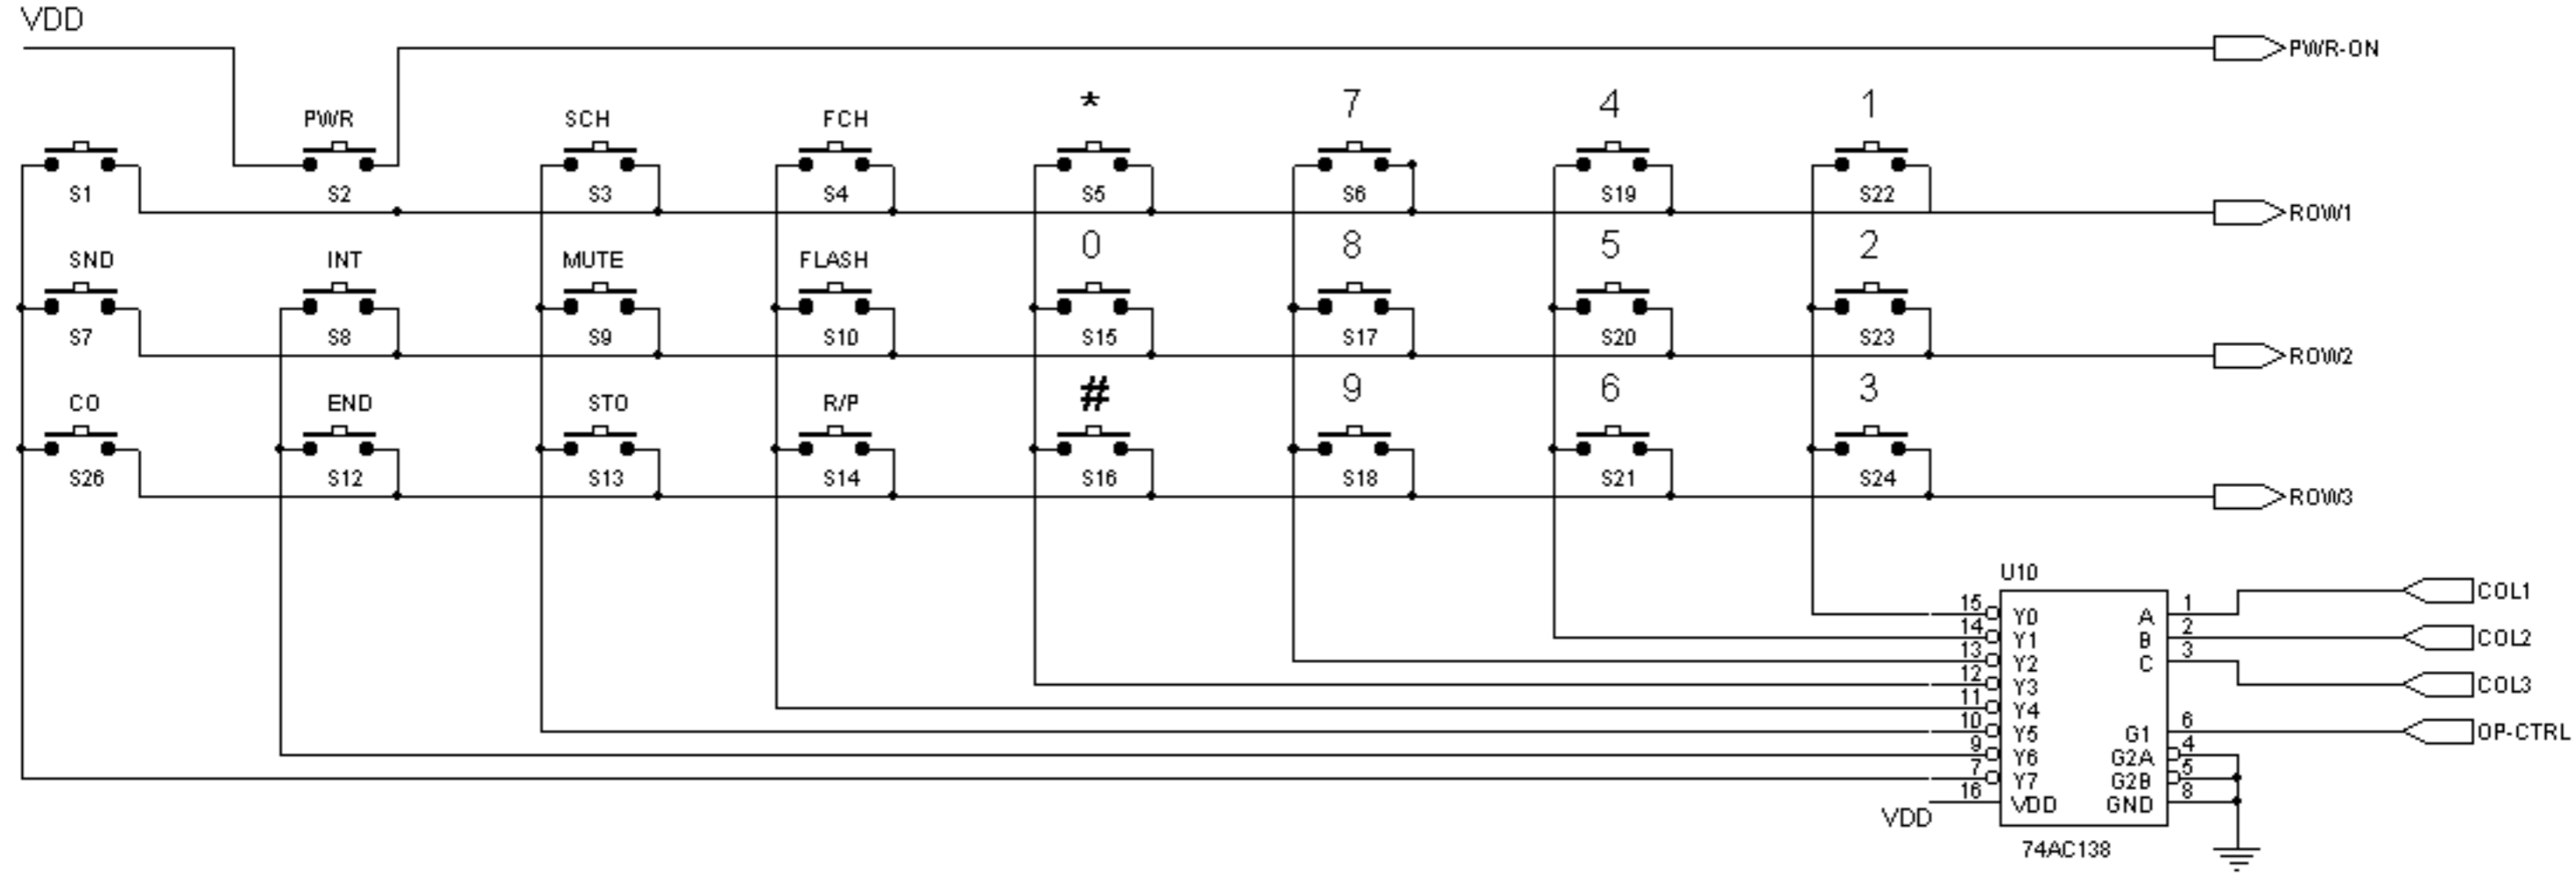 VDD
PWR-ON
* 7 4 1
PWR SCH FCH
S1 S2 S3 S4 S5 S6 S19 S22
ROW1
0 8 5 2
SND INT MUTE FLASH
S7 S8 S9 S10 S15 S17 S20 S23
ROW2
# 9 6 3
CO END STO R/P
S26 S12 S13 S14 S16 S18 S21 S24
ROW3
U10
15 Y0 A 1 COL1
14 Y1 B 2 COL2
13 Y2 C 3
12 Y3 COL3
11 Y4
10 Y5 G1 6 OP-CTRL
9 Y6 G2A 4
7 Y7 G2B 5
16 VDD GND 8
VDD
74AC138